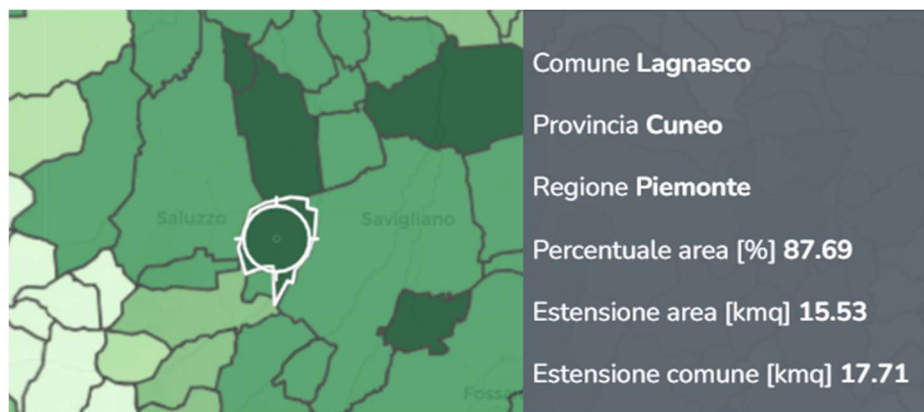 Saluzzo
Savigliano
Comune Lagnasco
Provincia Cuneo
Regione Piemonte
Percentuale area [%] 87.69
Estensione area [kmq] 15.53
Estensione comune [kmq] 17.71